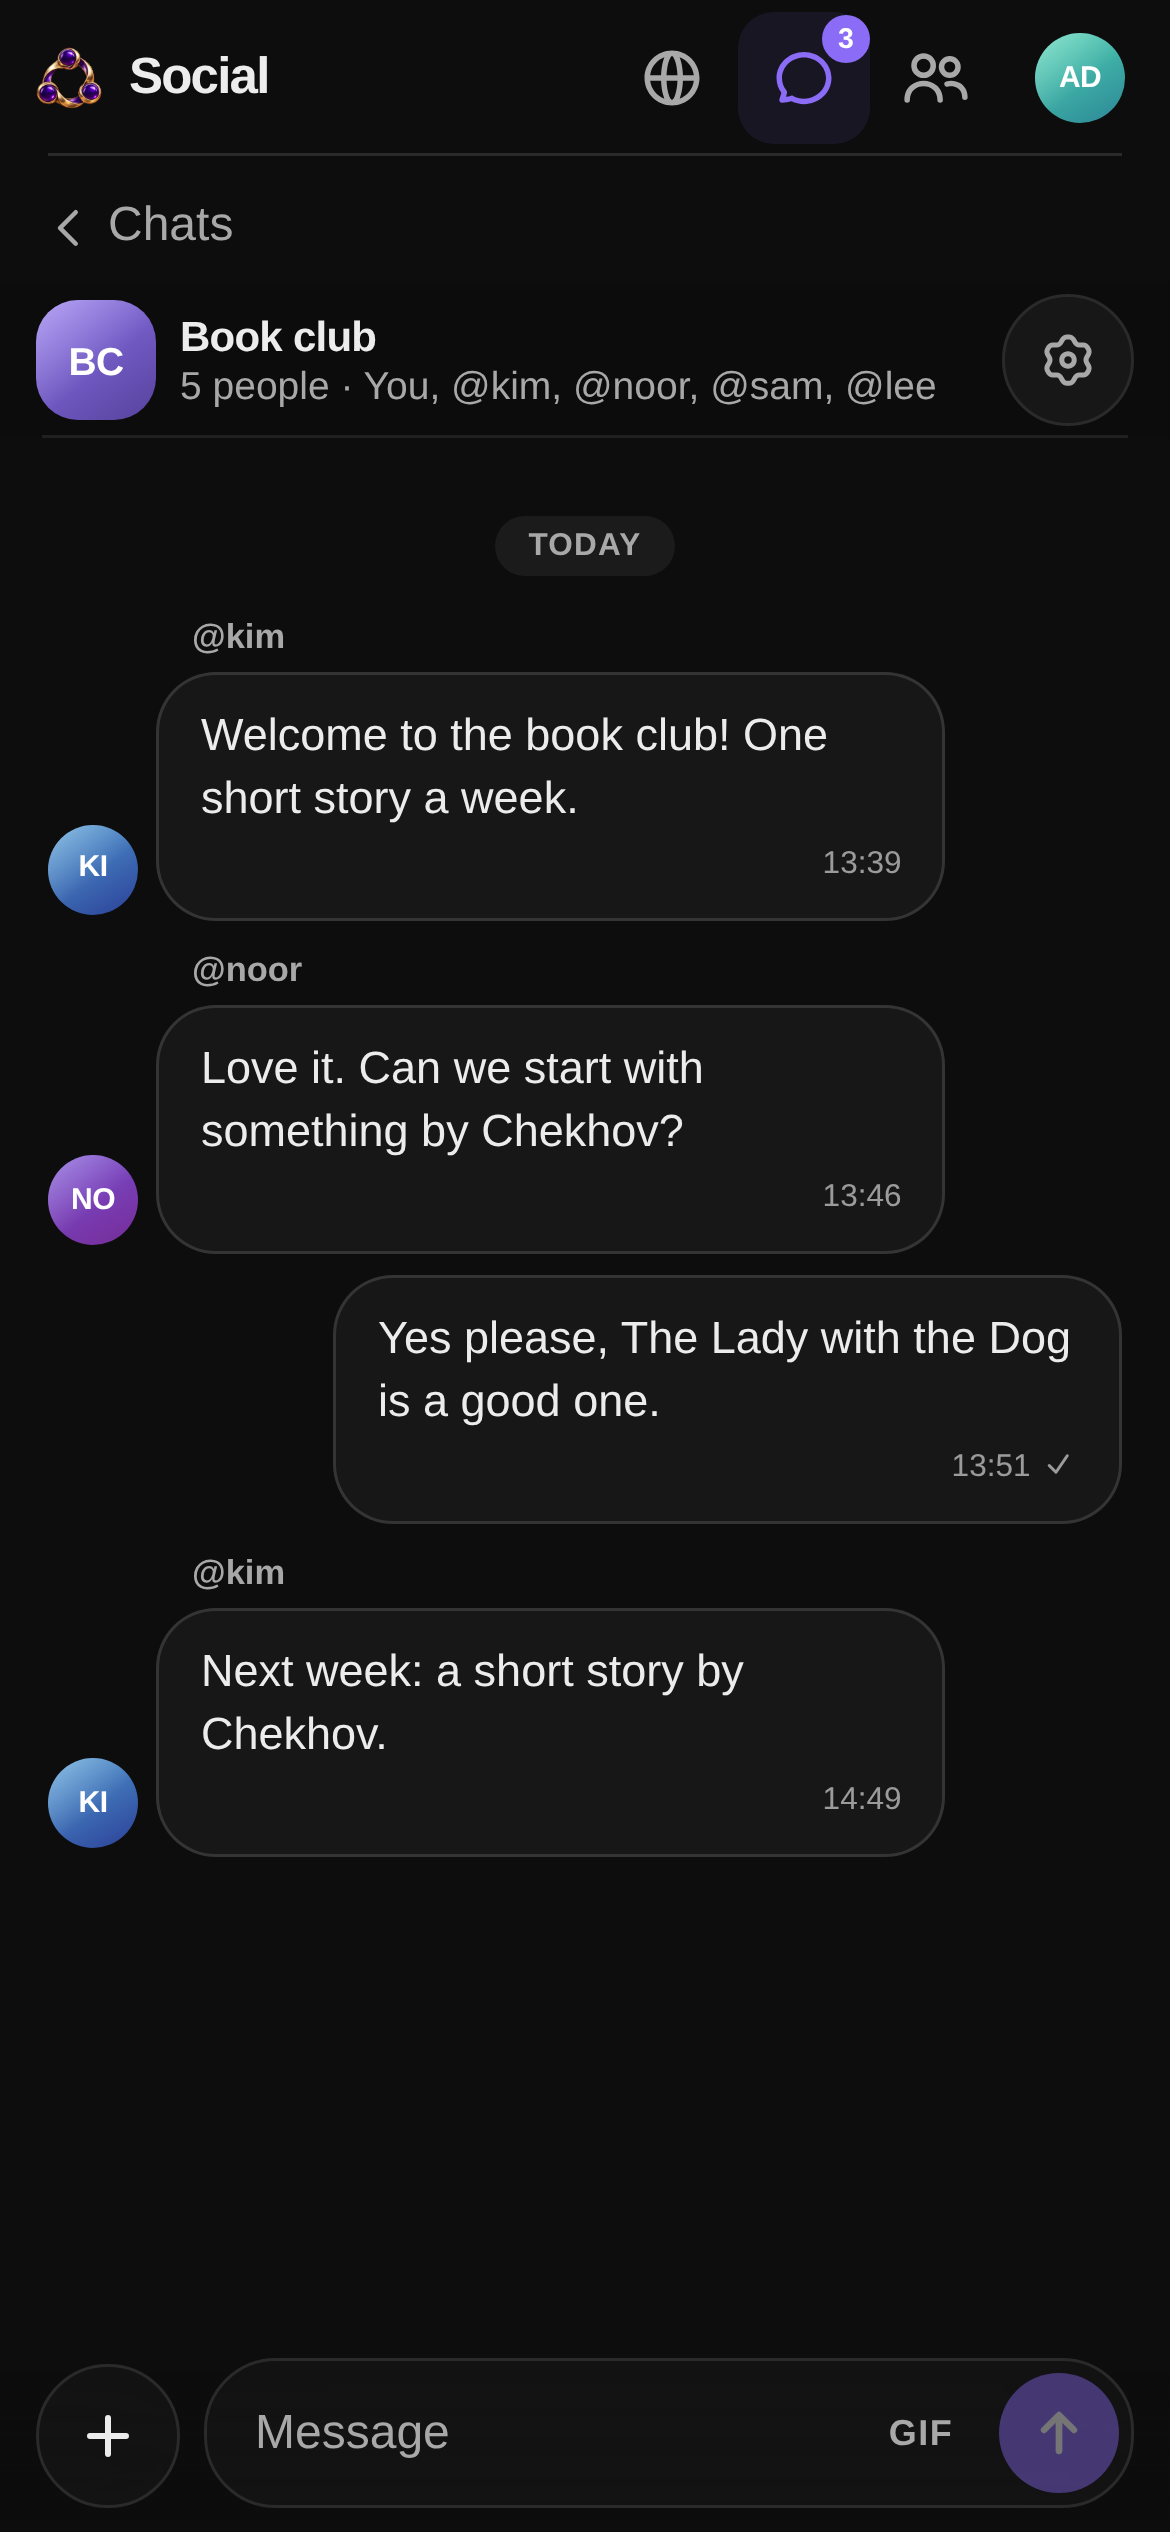 Social
3
AD
Chats
BC
Book club
5 people · You, @kim, @noor, @sam, @lee
TODAY
@kim
Welcome to the book club! One
short story a week.
13:39
KI
@noor
Love it. Can we start with
something by Chekhov?
13:46
NO
Yes please, The Lady with the Dog
is a good one.
13:51
@kim
Next week: a short story by
Chekhov.
14:49
KI
Message
GIF